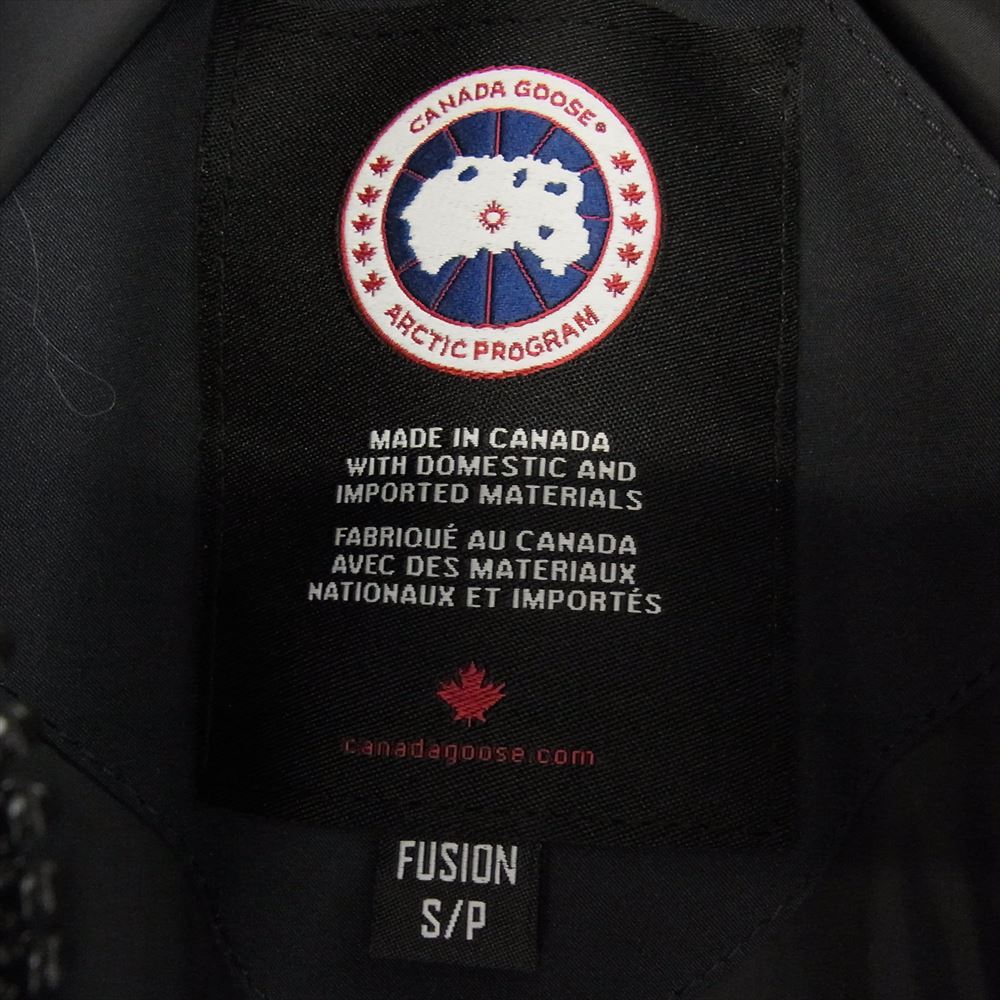 CANADA GOOSE®
ARCTIC PROGRAM
MADE IN CANADA
WITH DOMESTIC AND
IMPORTED MATERIALS
FABRIQUÉ AU CANADA
AVEC DES MATERIAUX
NATIONAUX ET IMPORTÉS
canadagoose.com
FUSION
S/P